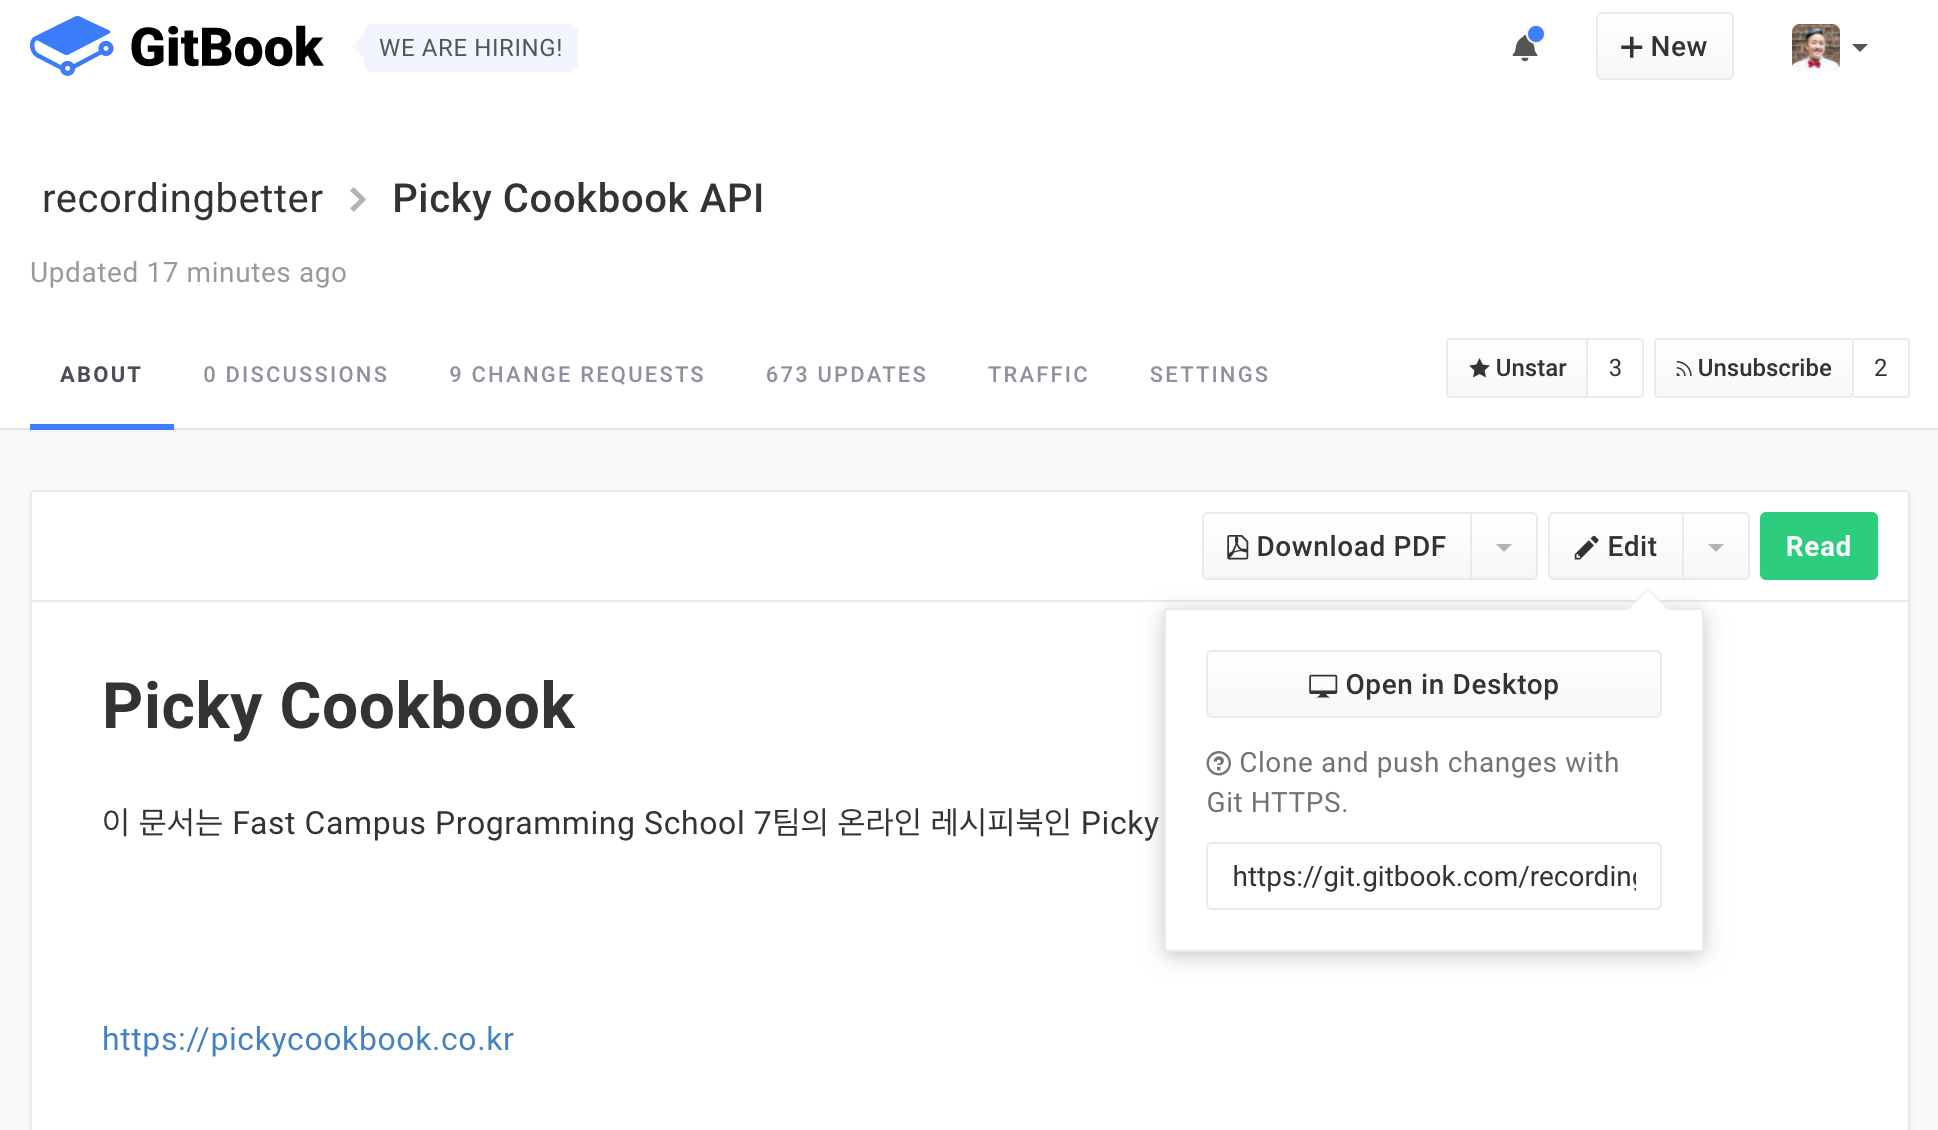 GitBook
WE ARE HIRING!
New
recordingbetter > Picky Cookbook API
Updated 17 minutes ago
ABOUT
0 DISCUSSIONS
9 CHANGE REQUESTS
673 UPDATES
TRAFFIC
SETTINGS
Unstar 3
Unsubscribe 2
Download PDF
Edit
Read
Open in Desktop
Clone and push changes with
Git HTTPS.
https://git.gitbook.com/recording
Picky Cookbook
이 문서는 Fast Campus Programming School 7팀의 온라인 레시피북인 Picky
https://pickycookbook.co.kr